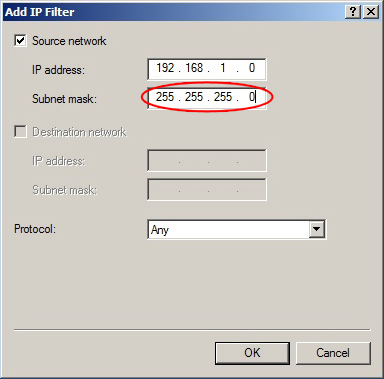 Add IP Filter
Source network
IP address: 192 . 168 . 1 . 0
Subnet mask: 255 . 255 . 255 . 0
Destination network
IP address: . . .
Subnet mask: . . .
Protocol: Any
OK Cancel